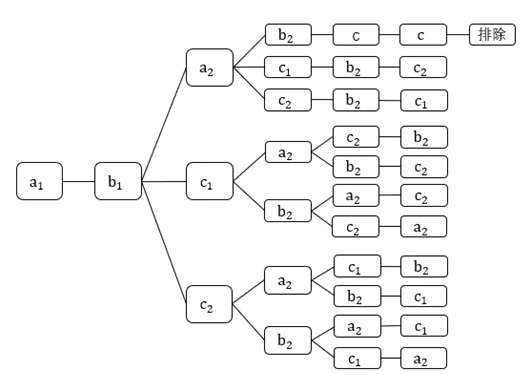 a₁ b₁
a₂ b₂ c c 排除
c₁ b₂ c₂
c₂ b₂ c₁
c₁ a₂ c₂ b₂
b₂ c₂
b₂ a₂ c₂
c₂ a₂
c₂ a₂ c₁ b₂
b₂ c₁
b₂ a₂ c₁
c₁ a₂